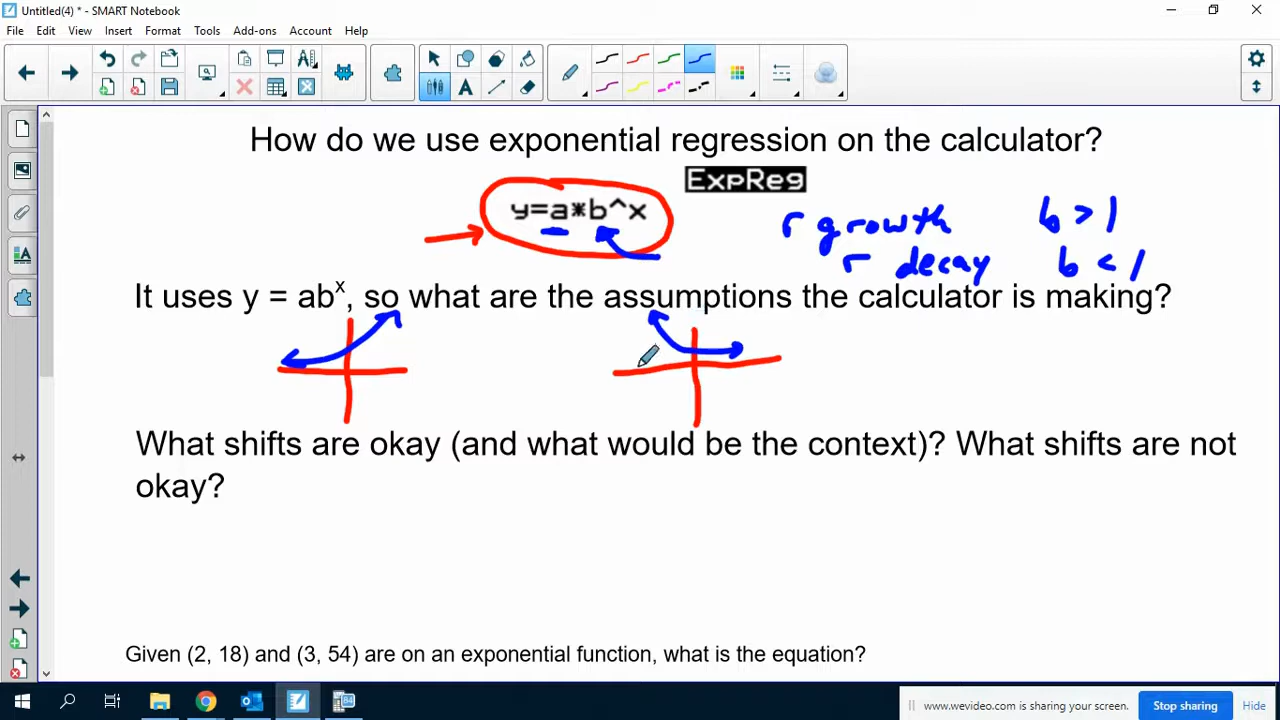 Untitled(4) * - SMART Notebook
File Edit View Insert Format Tools Add-ons Account Help
How do we use exponential regression on the calculator?
ExpReg
y=a*b^x
r growth b > 1
r decay b < 1
It uses y = abˣ, so what are the assumptions the calculator is making?
What shifts are okay (and what would be the context)? What shifts are not
okay?
Given (2, 18) and (3, 54) are on an exponential function, what is the equation?
www.wevideo.com is sharing your screen. Stop sharing Hide